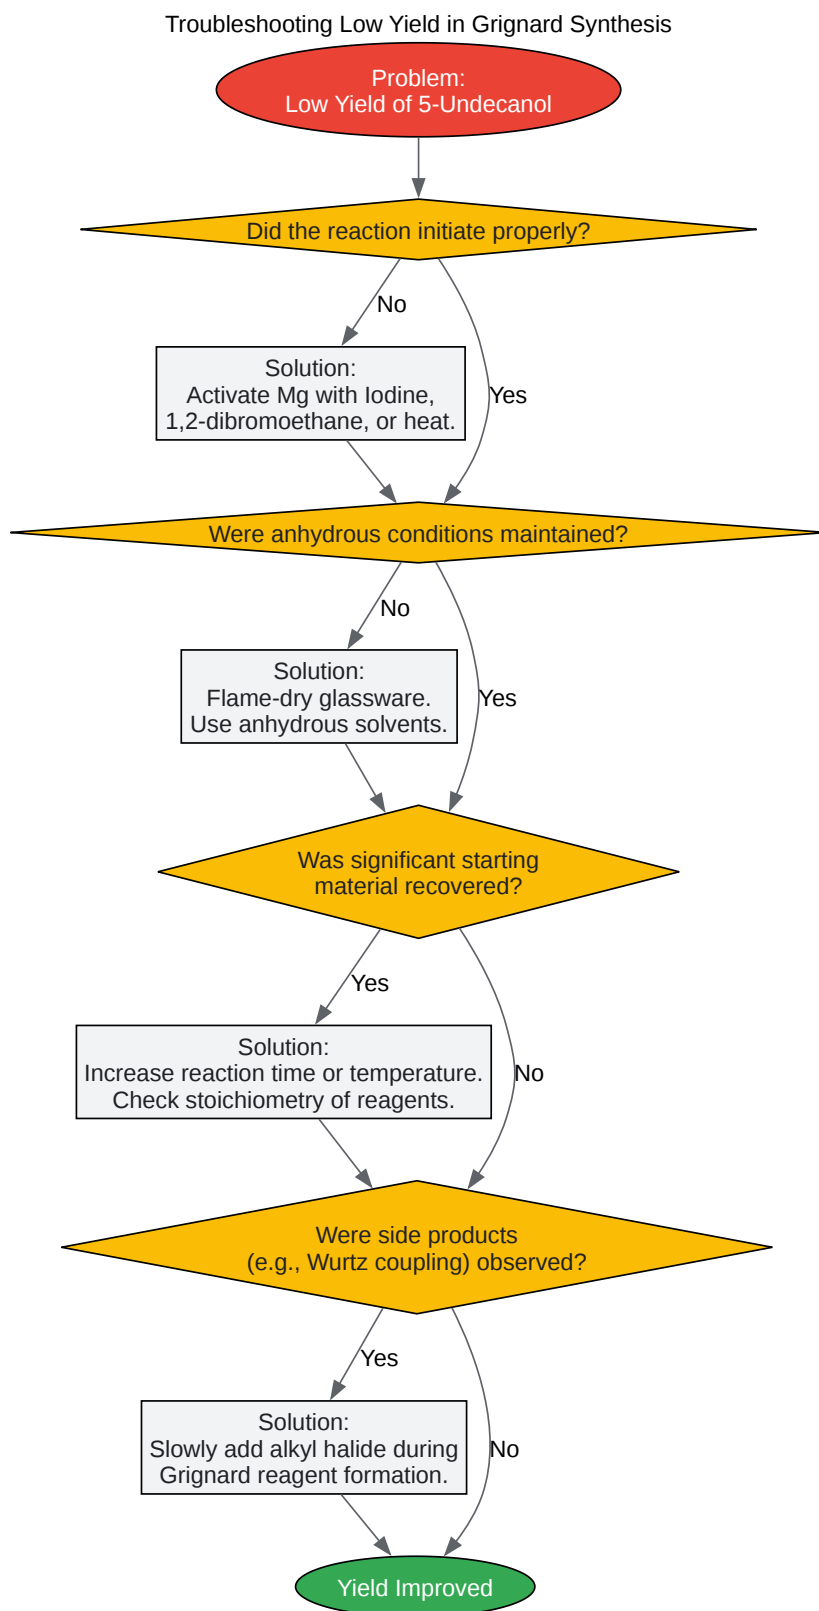 Troubleshooting Low Yield in Grignard Synthesis
Problem:
Low Yield of 5-Undecanol
Did the reaction initiate properly?
No
Solution:
Activate Mg with Iodine,
1,2-dibromoethane, or heat.
Yes
Were anhydrous conditions maintained?
No
Solution:
Flame-dry glassware.
Use anhydrous solvents.
Yes
Was significant starting
material recovered?
Yes
Solution:
Increase reaction time or temperature.
Check stoichiometry of reagents.
No
Were side products
(e.g., Wurtz coupling) observed?
Yes
Solution:
Slowly add alkyl halide during
Grignard reagent formation.
No
Yield Improved